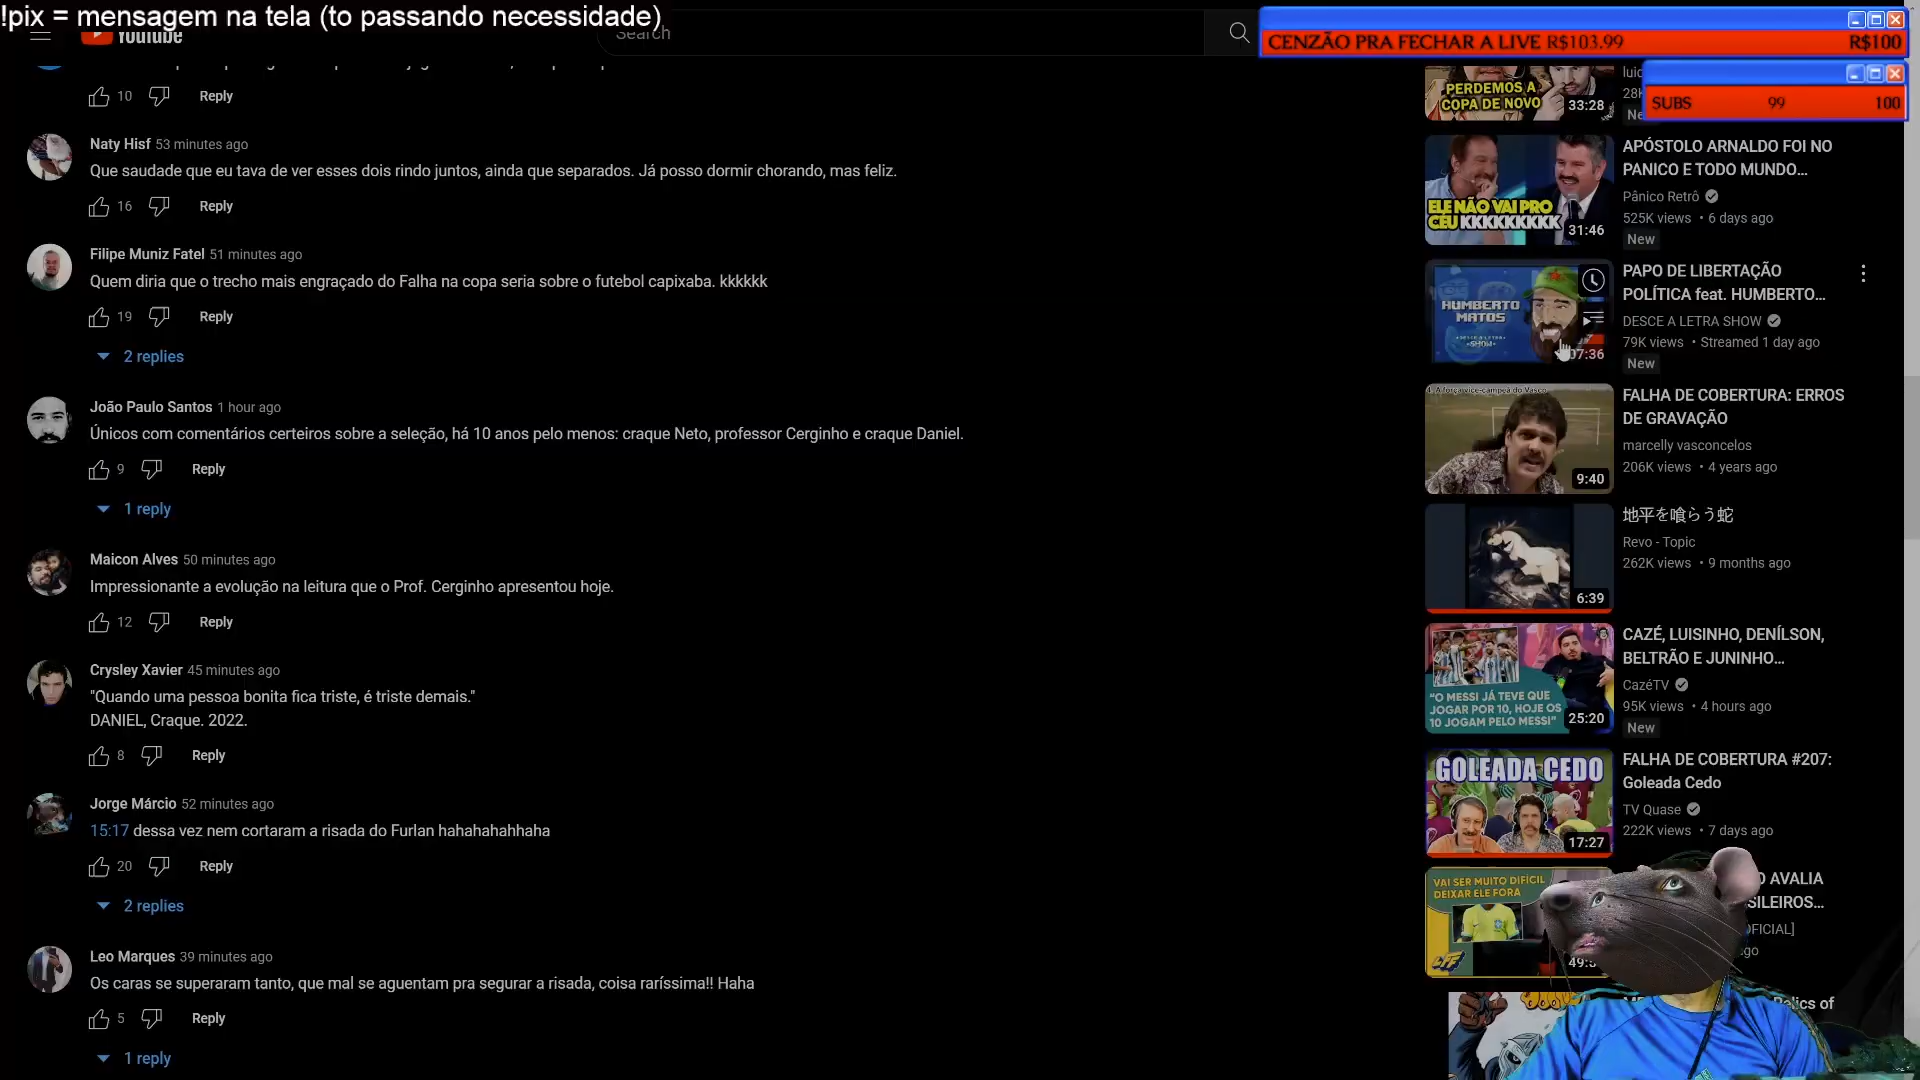 !pix = mensagem na tela (to passando necessidade)
YouTube
Search
CENZÃO PRA FECHAR A LIVE R$103.99 R$100
SUBS 99 100
10 Reply
Naty Hisf 53 minutes ago
Que saudade que eu tava de ver esses dois rindo juntos, ainda que separados. Já posso dormir chorando, mas feliz.
16 Reply
Filipe Muniz Fatel 51 minutes ago
Quem diria que o trecho mais engraçado do Falha na copa seria sobre o futebol capixaba. kkkkkk
19 Reply
2 replies
João Paulo Santos 1 hour ago
Únicos com comentários certeiros sobre a seleção, há 10 anos pelo menos: craque Neto, professor Cerginho e craque Daniel.
9 Reply
1 reply
Maicon Alves 50 minutes ago
Impressionante a evolução na leitura que o Prof. Cerginho apresentou hoje.
12 Reply
Crysley Xavier 45 minutes ago
"Quando uma pessoa bonita fica triste, é triste demais."
DANIEL, Craque. 2022.
8 Reply
Jorge Márcio 52 minutes ago
15:17 dessa vez nem cortaram a risada do Furlan hahahahahhaha
20 Reply
2 replies
Leo Marques 39 minutes ago
Os caras se superaram tanto, que mal se aguentam pra segurar a risada, coisa raríssima!! Haha
5 Reply
1 reply
PERDEMOS A
COPA DE NOVO
33:28
ELE NÃO VAI PRO
CÉU KKKKKKKKK
31:46
APÓSTOLO ARNALDO FOI NO
PANICO E TODO MUNDO...
Pânico Retrô
525K views • 6 days ago
New
HUMBERTO
MATOS
SHOW
07:36
PAPO DE LIBERTAÇÃO
POLÍTICA feat. HUMBERTO...
DESCE A LETRA SHOW
79K views • Streamed 1 day ago
New
4. A força vice-campeã do Vasco
9:40
FALHA DE COBERTURA: ERROS
DE GRAVAÇÃO
marcelly vasconcelos
206K views • 4 years ago
6:39
地平を喰らう蛇
Revo - Topic
262K views • 9 months ago
"O MESSI JÁ TEVE QUE
JOGAR POR 10, HOJE OS
10 JOGAM PELO MESSI"
25:20
CAZÉ, LUISINHO, DENÍLSON,
BELTRÃO E JUNINHO...
CazéTV
95K views • 4 hours ago
New
GOLEADA CEDO
17:27
FALHA DE COBERTURA #207:
Goleada Cedo
TV Quase
222K views • 7 days ago
VAI SER MUITO DIFÍCIL
DEIXAR ELE FORA
AVALIA